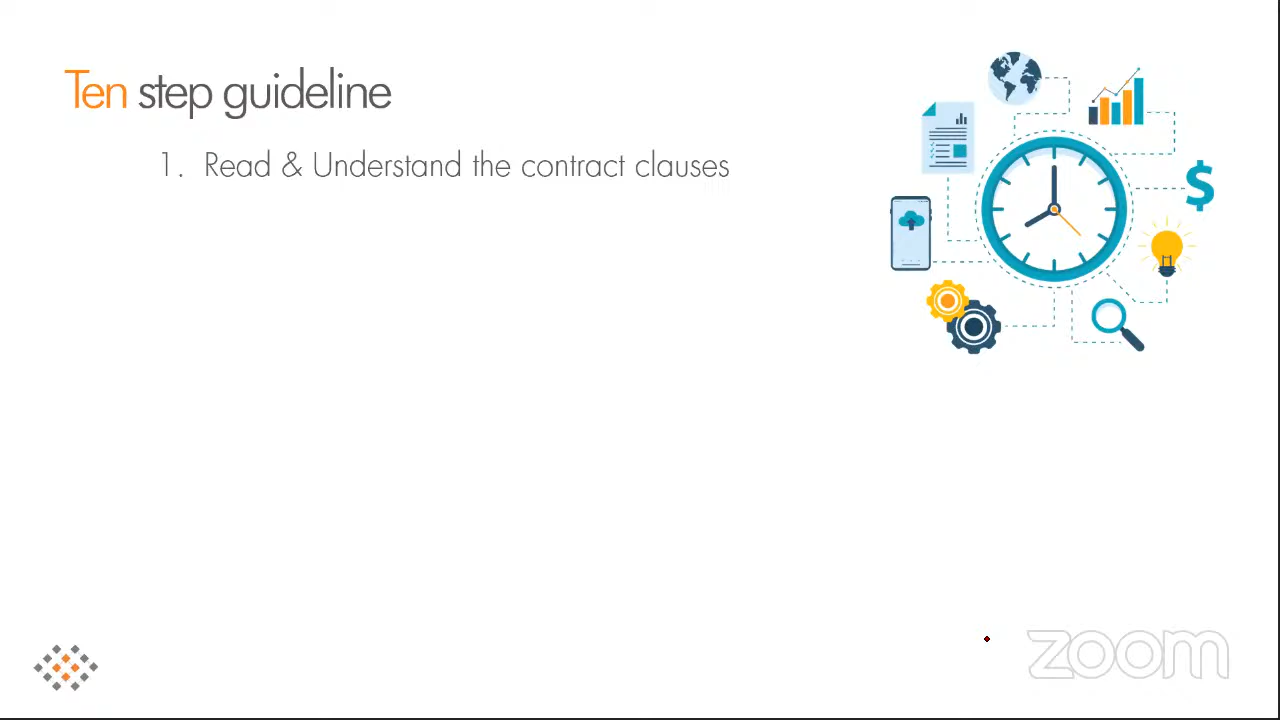 Ten step guideline
1. Read & Understand the contract clauses
$
zoom